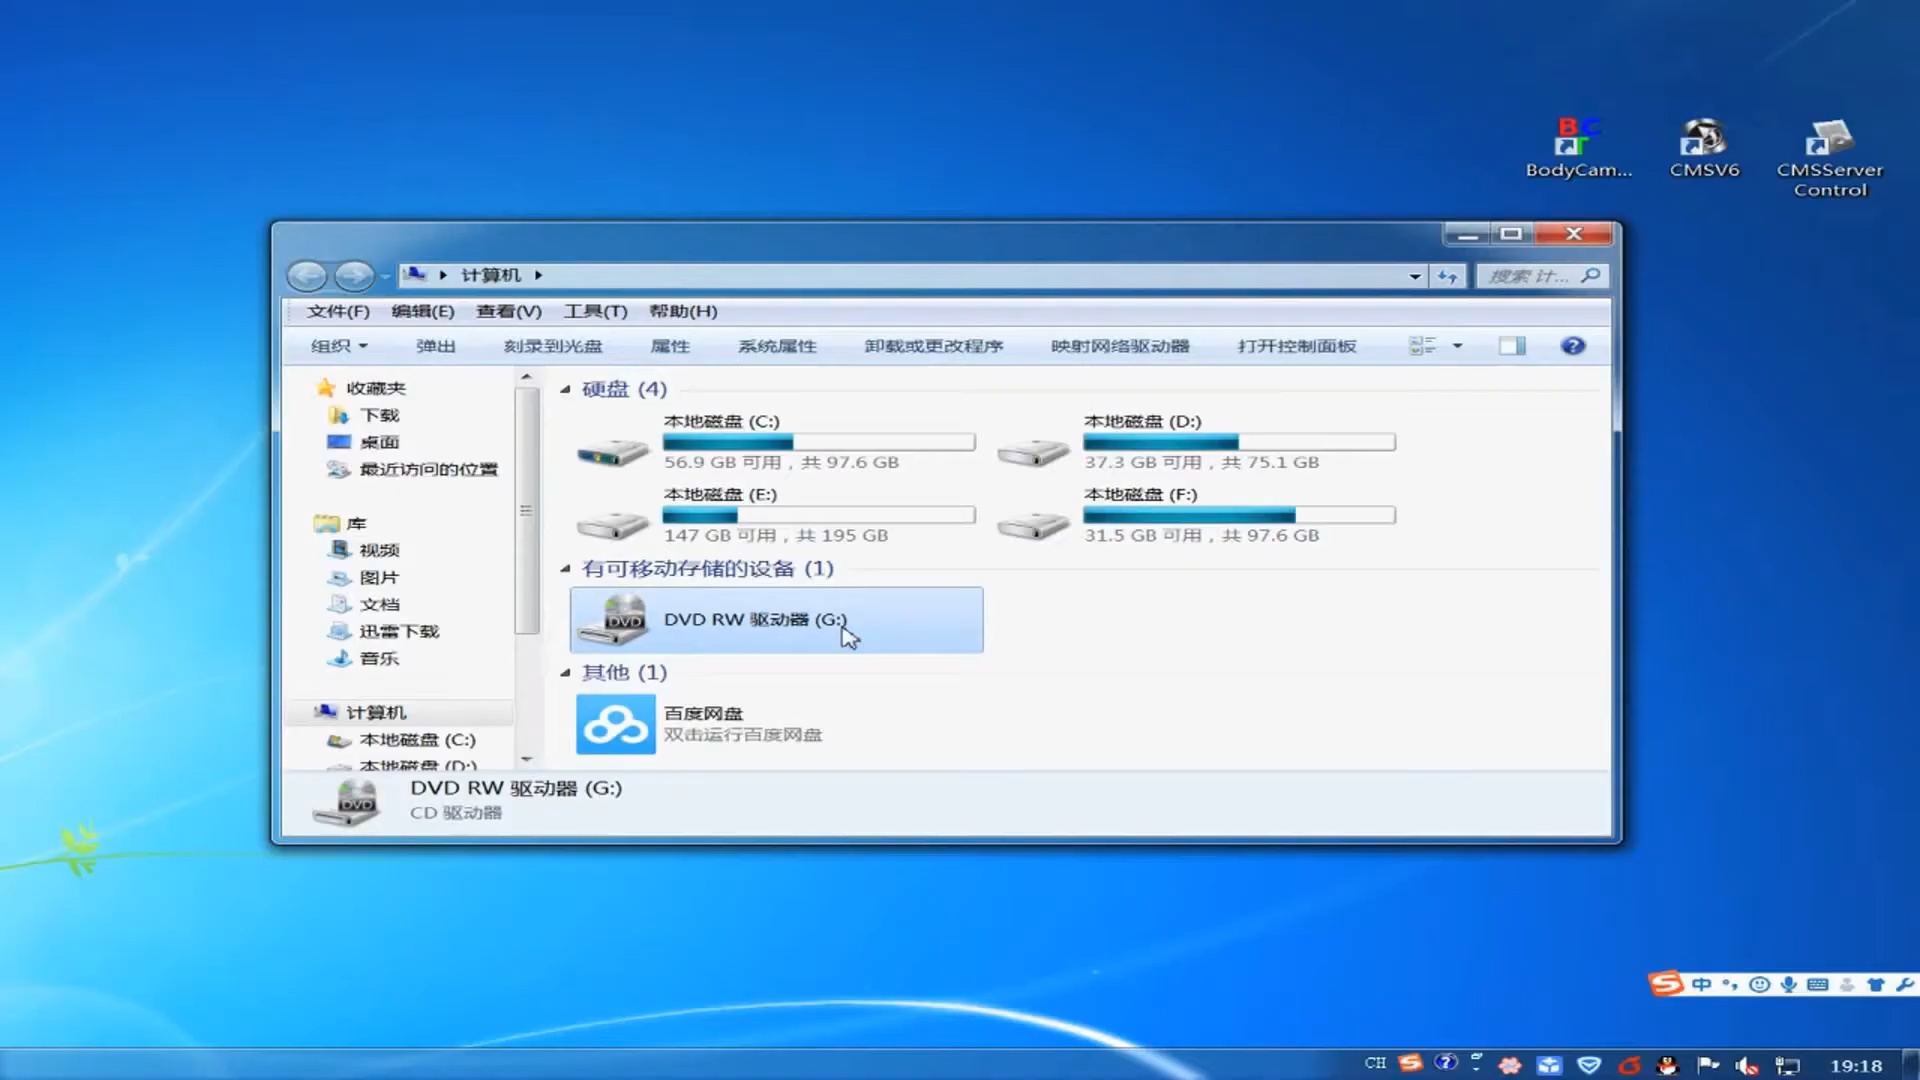 BodyCam...
CMSV6
CMSServer
Control
计算机
搜索 计...
文件(F) 编辑(E) 查看(V) 工具(T) 帮助(H)
组织 弹出 刻录到光盘 属性 系统属性 卸载或更改程序 映射网络驱动器 打开控制面板
收藏夹
下载
桌面
最近访问的位置
库
视频
图片
文档
迅雷下载
音乐
计算机
本地磁盘 (C:)
本地磁盘 (D:)
硬盘 (4)
本地磁盘 (C:)
56.9 GB 可用，共 97.6 GB
本地磁盘 (D:)
37.3 GB 可用，共 75.1 GB
本地磁盘 (E:)
147 GB 可用，共 195 GB
本地磁盘 (F:)
31.5 GB 可用，共 97.6 GB
有可移动存储的设备 (1)
DVD
DVD RW 驱动器 (G:)
其他 (1)
百度网盘
双击运行百度网盘
DVD
DVD RW 驱动器 (G:)
CD 驱动器
中
CH
19:18